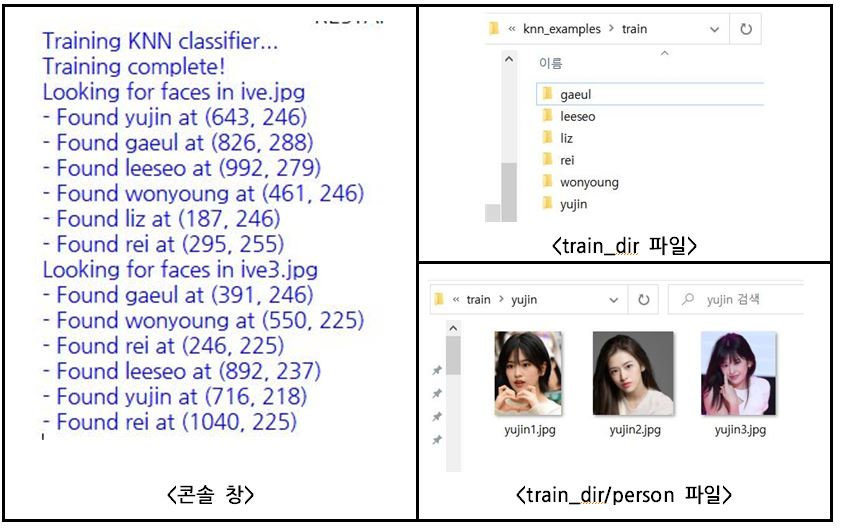 Training KNN classifier...
Training complete!
Looking for faces in ive.jpg
- Found yujin at (643, 246)
- Found gaeul at (826, 288)
- Found leeseo at (992, 279)
- Found wonyoung at (461, 246)
- Found liz at (187, 246)
- Found rei at (295, 255)
Looking for faces in ive3.jpg
- Found gaeul at (391, 246)
- Found wonyoung at (550, 225)
- Found rei at (246, 225)
- Found leeseo at (892, 237)
- Found yujin at (716, 218)
- Found rei at (1040, 225)
<콘솔 창>
« knn_examples > train
이름
gaeul
leeseo
liz
rei
wonyoung
yujin
<train_dir 파일>
« train > yujin
yujin 검색
yujin1.jpg
yujin2.jpg
yujin3.jpg
<train_dir/person 파일>